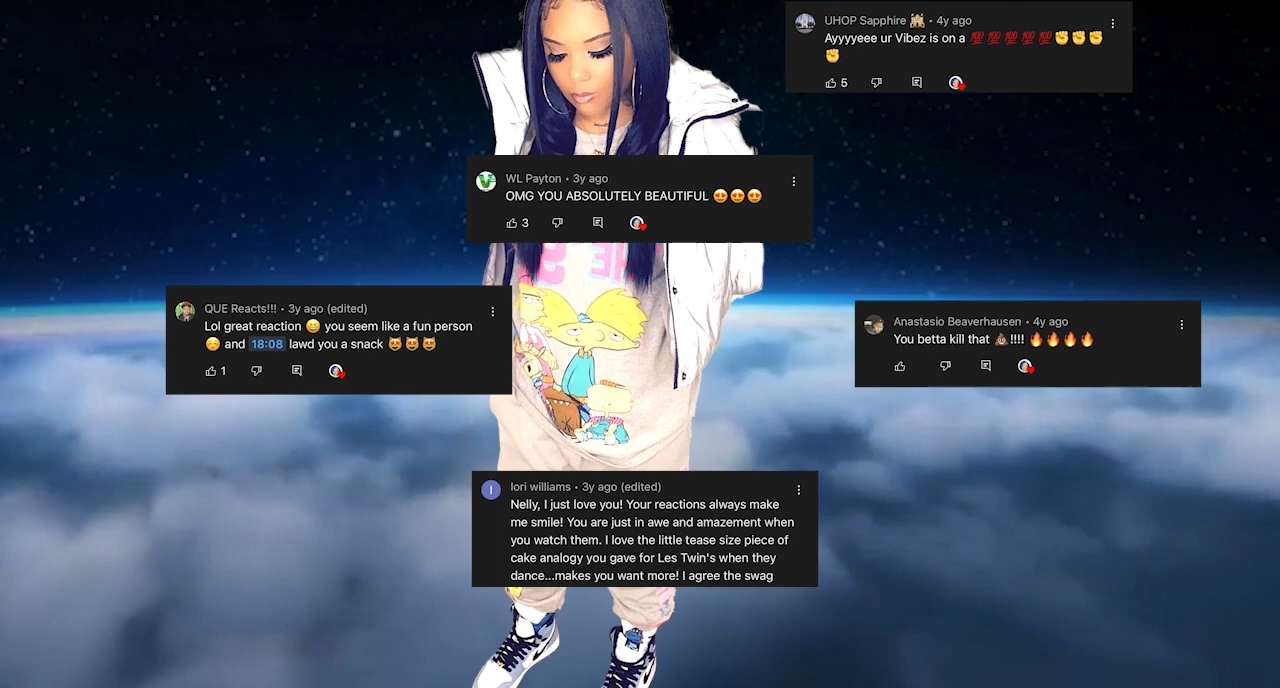 UHOP Sapphire 👸🏽 • 4y ago
Ayyyyeee ur Vibez is on a 💯💯💯💯💯✊✊✊
✊
5
WL Payton • 3y ago
OMG YOU ABSOLUTELY BEAUTIFUL 😍😍😍
3
QUE Reacts!!! • 3y ago (edited)
Lol great reaction 😄 you seem like a fun person
☺️ and 18:08 lawd you a snack 😻😻😻
1
Anastasio Beaverhausen • 4y ago
You betta kill that 💩!!!! 🔥🔥🔥🔥
lori williams • 3y ago (edited)
Nelly, I just love you! Your reactions always make
me smile! You are just in awe and amazement when
you watch them. I love the little tease size piece of
cake analogy you gave for Les Twin's when they
dance...makes you want more! I agree the swag